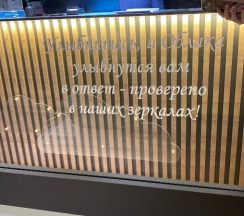 Улыбнитесь, и Облака
улыбнутся вам
в ответ - проверено
в наших зеркалах!